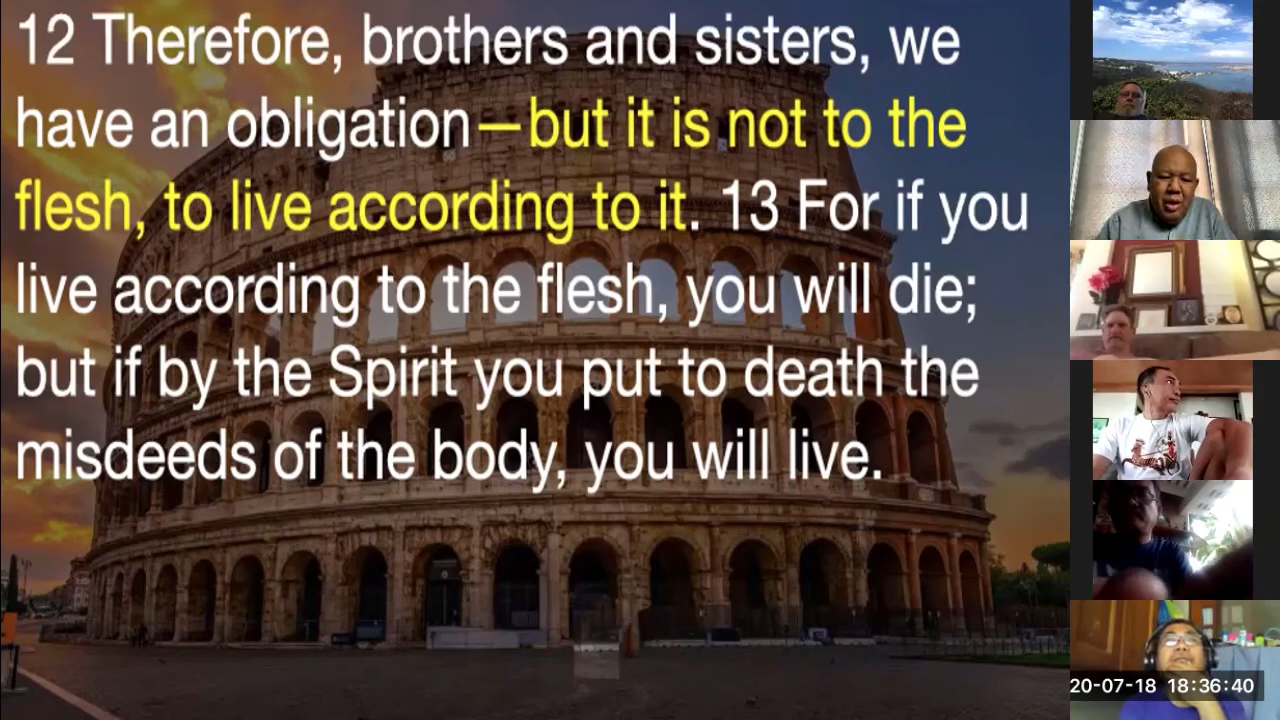 12 Therefore, brothers and sisters, we
have an obligation—but it is not to the
flesh, to live according to it. 13 For if you
live according to the flesh, you will die;
but if by the Spirit you put to death the
misdeeds of the body, you will live.
20-07-18 18:36:40